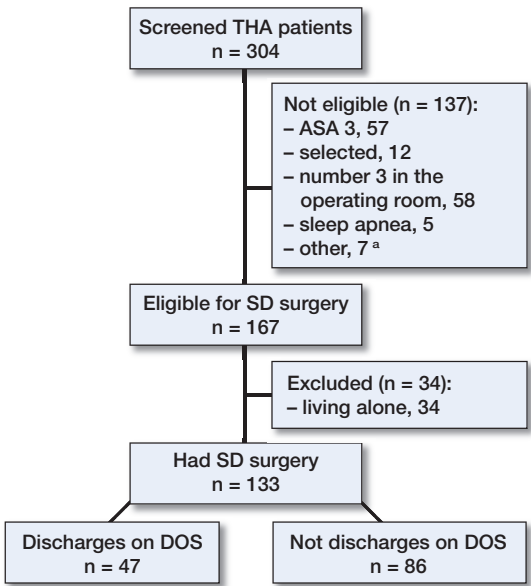 Screened THA patients
n = 304
Not eligible (n = 137):
– ASA 3, 57
– selected, 12
– number 3 in the
operating room, 58
– sleep apnea, 5
– other, 7 a
Eligible for SD surgery
n = 167
Excluded (n = 34):
– living alone, 34
Had SD surgery
n = 133
Discharges on DOS
n = 47
Not discharges on DOS
n = 86